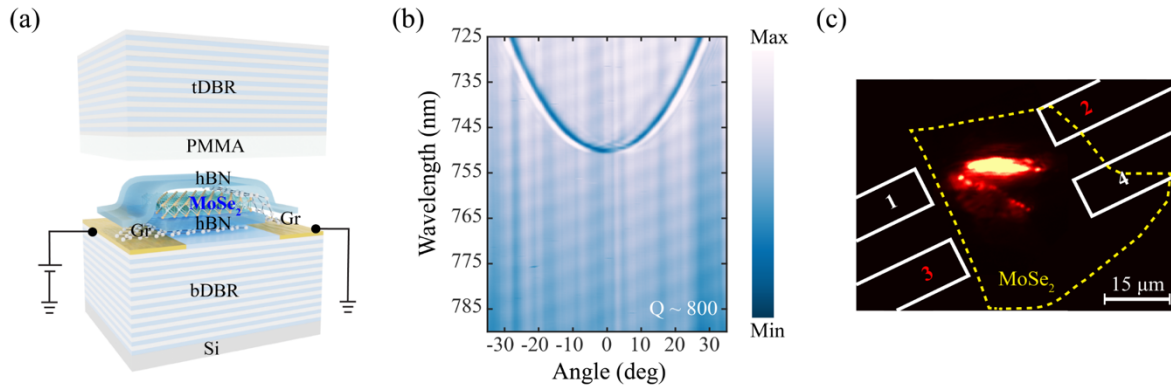 (a)
tDBR
PMMA
hBN
MoSe₂
hBN
Gr
Gr
bDBR
Si
(b)
Wavelength (nm)
725
735
745
755
765
775
785
-30 -20 -10 0 10 20 30
Angle (deg)
Q ~ 800
Max
Min
(c)
1
2
3
4
MoSe₂
15 μm